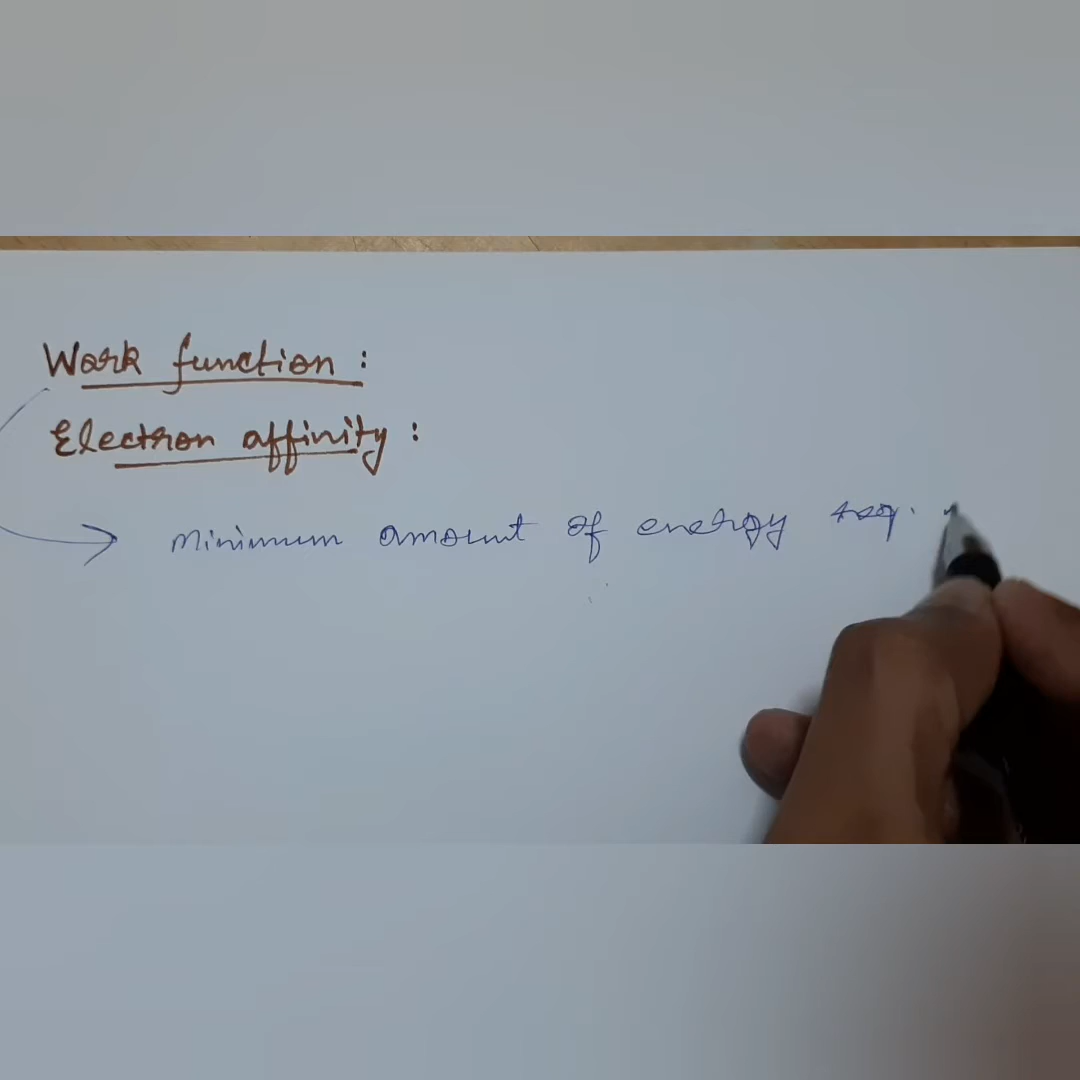 Work function :
Electron affinity :
Minimum amount of energy req.